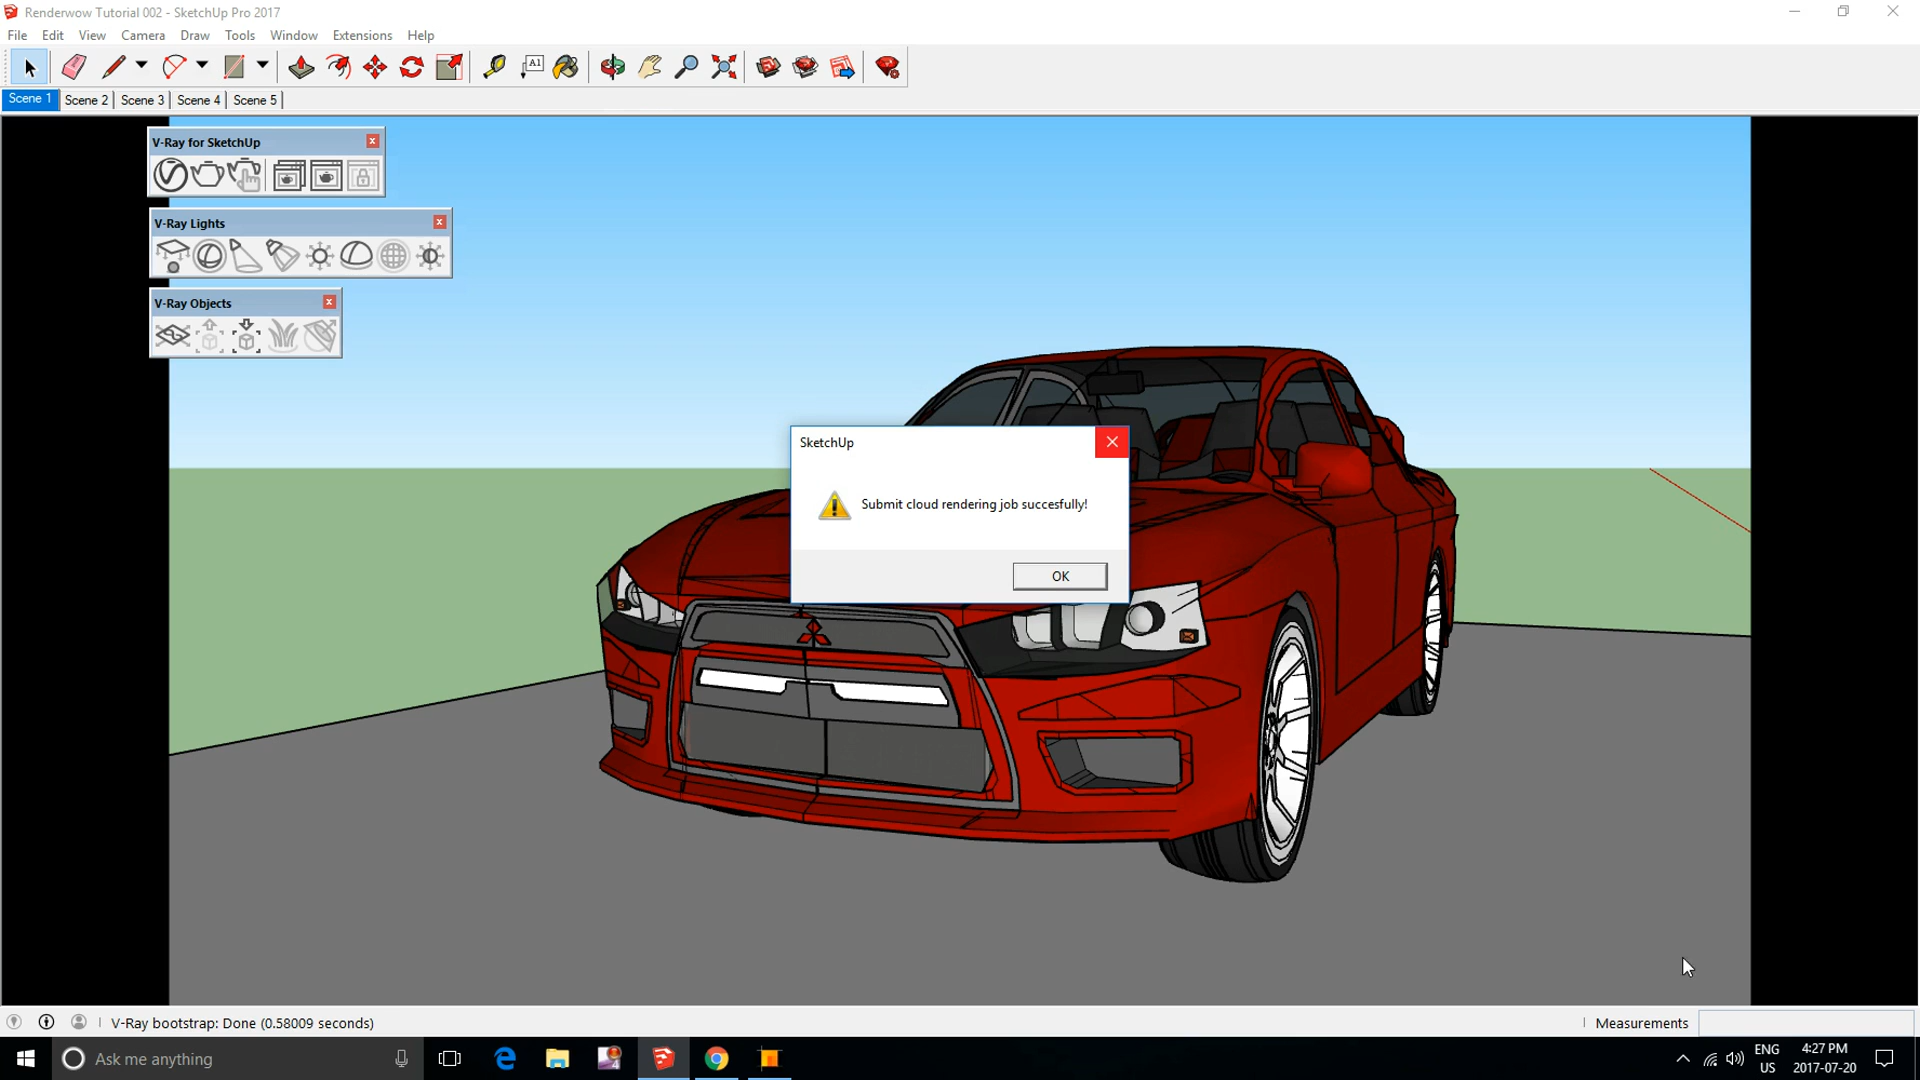 Renderwow Tutorial 002 - SketchUp Pro 2017
File Edit View Camera Draw Tools Window Extensions Help
A1
Scene 1 Scene 2 Scene 3 Scene 4 Scene 5
V-Ray for SketchUp
V-Ray Lights
V-Ray Objects
SketchUp
Submit cloud rendering job succesfully!
OK
V-Ray bootstrap: Done (0.58009 seconds)
Measurements
Ask me anything
4
ENG
US
4:27 PM
2017-07-20